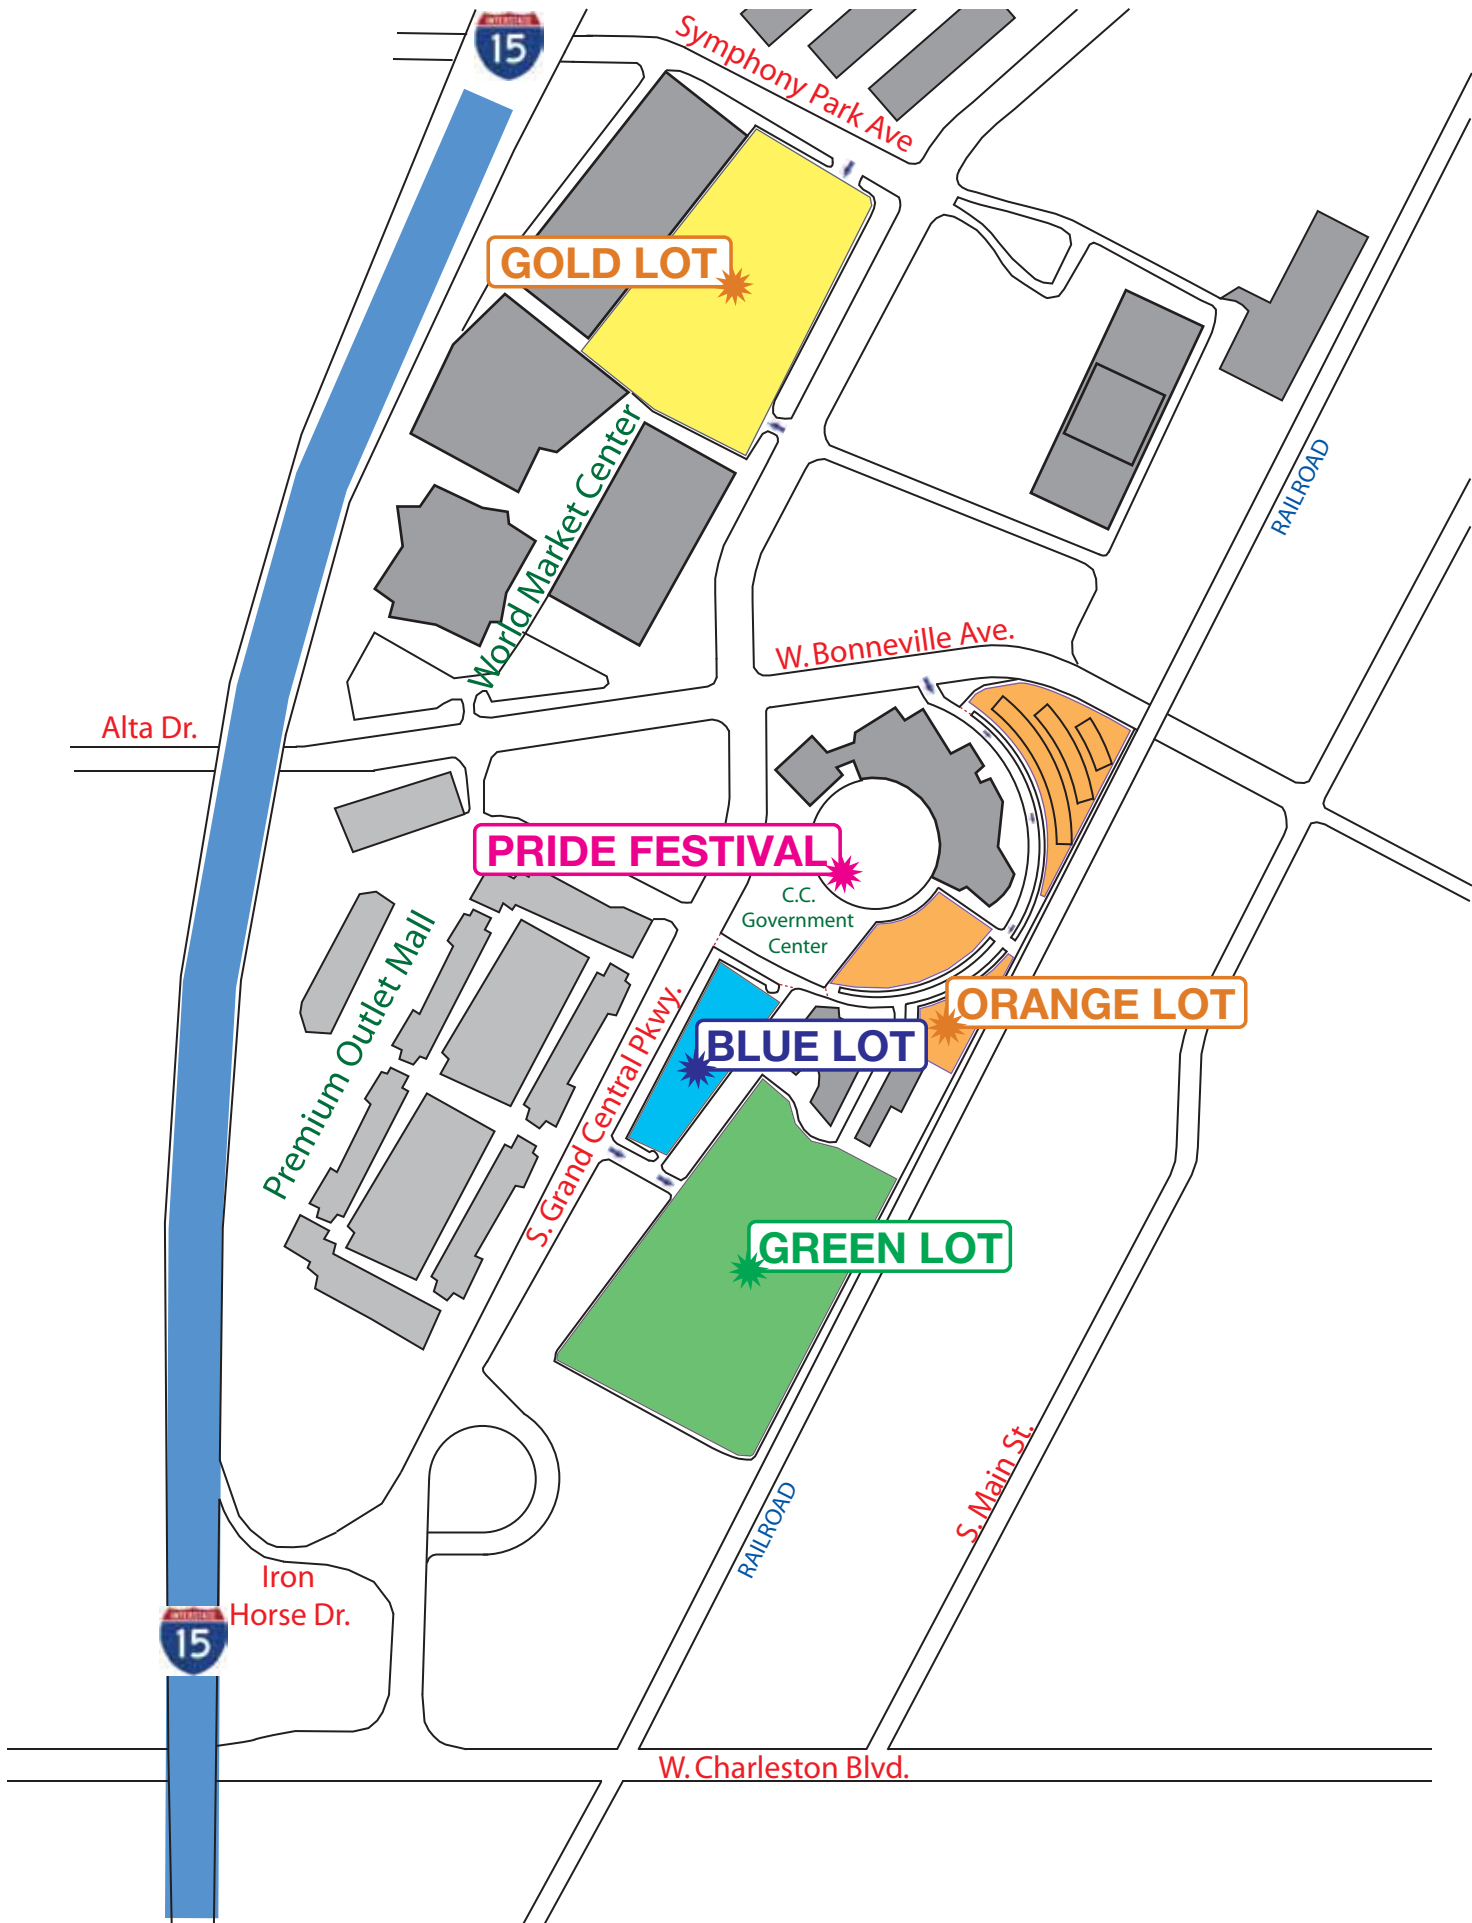 INTERSTATE
15
Symphony Park Ave
GOLD LOT
World Market Center
RAILROAD
W. Bonneville Ave.
Alta Dr.
PRIDE FESTIVAL
C.C.
Government
Center
Premium Outlet Mall
S. Grand Central Pkwy.
ORANGE LOT
BLUE LOT
GREEN LOT
S. Main St.
RAILROAD
Iron
Horse Dr.
INTERSTATE
15
W. Charleston Blvd.